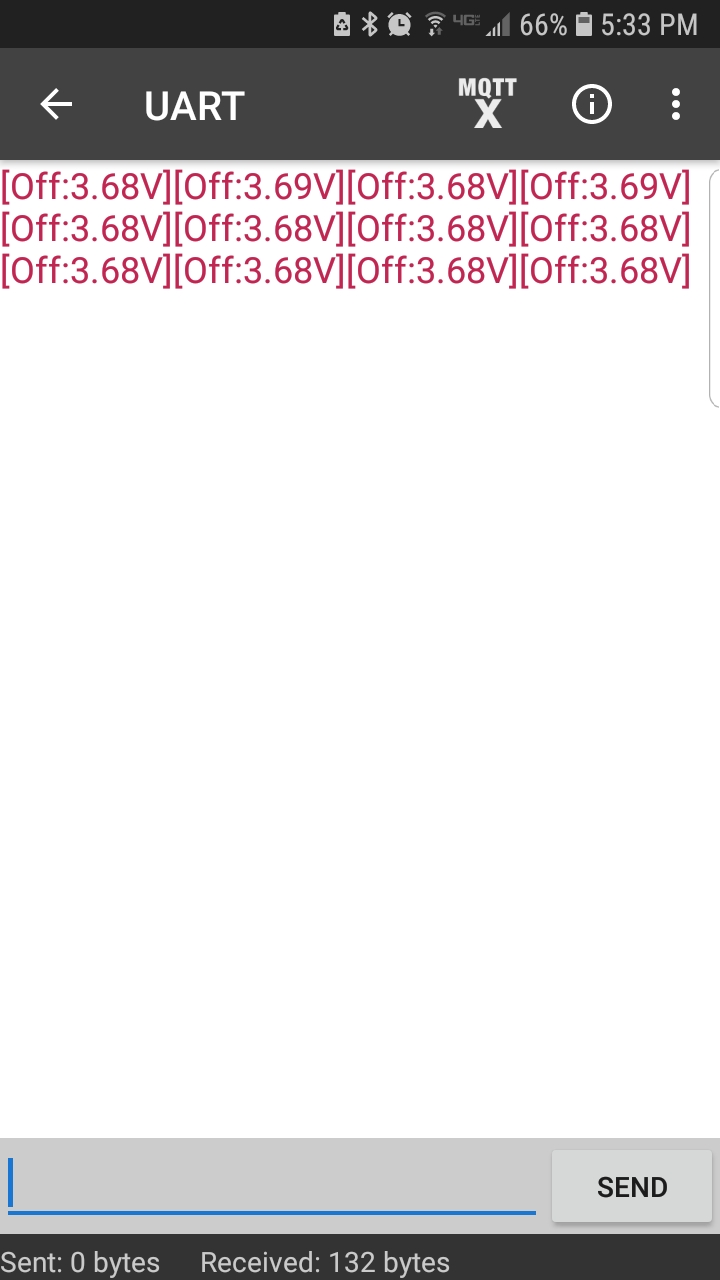 4G 66% 5:33 PM
UART MQTT
X
[Off:3.68V][Off:3.69V][Off:3.68V][Off:3.69V]
[Off:3.68V][Off:3.68V][Off:3.68V][Off:3.68V]
[Off:3.68V][Off:3.68V][Off:3.68V][Off:3.68V]
SEND
Sent: 0 bytes Received: 132 bytes